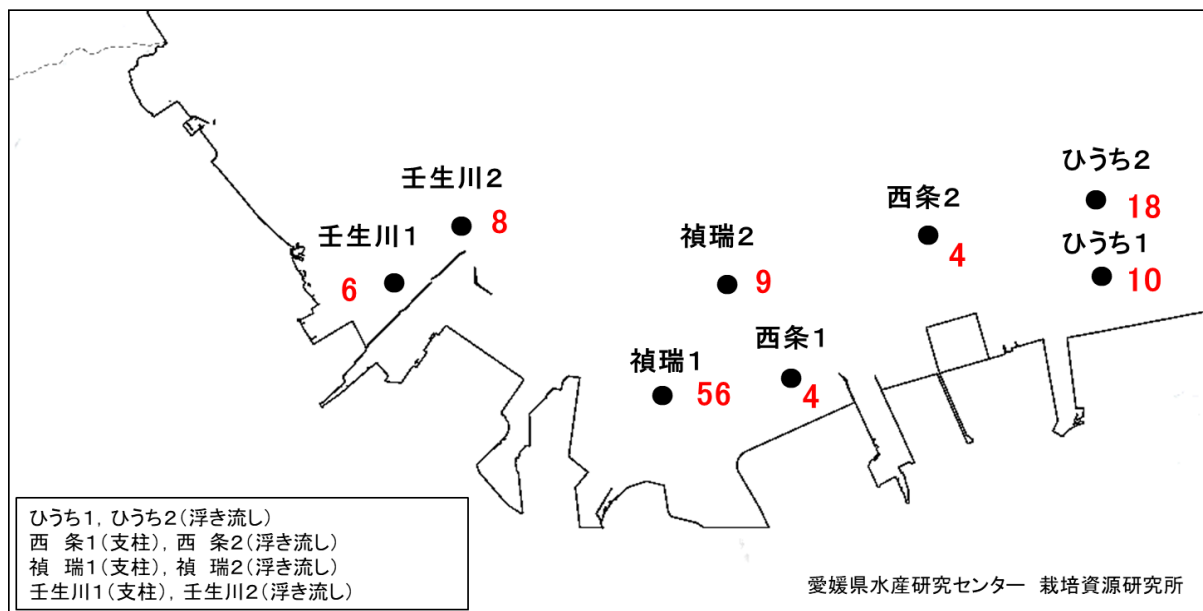 ひうち2
18
壬生川2
8
西条2
4
壬生川1
6
禎瑞2
9
ひうち1
10
西条1
4
禎瑞1
56
ひうち1, ひうち2(浮き流し)
西 条1(支柱), 西 条2(浮き流し)
禎 瑞1(支柱), 禎 瑞2(浮き流し)
壬生川1(支柱), 壬生川2(浮き流し)
愛媛県水産研究センター 栽培資源研究所